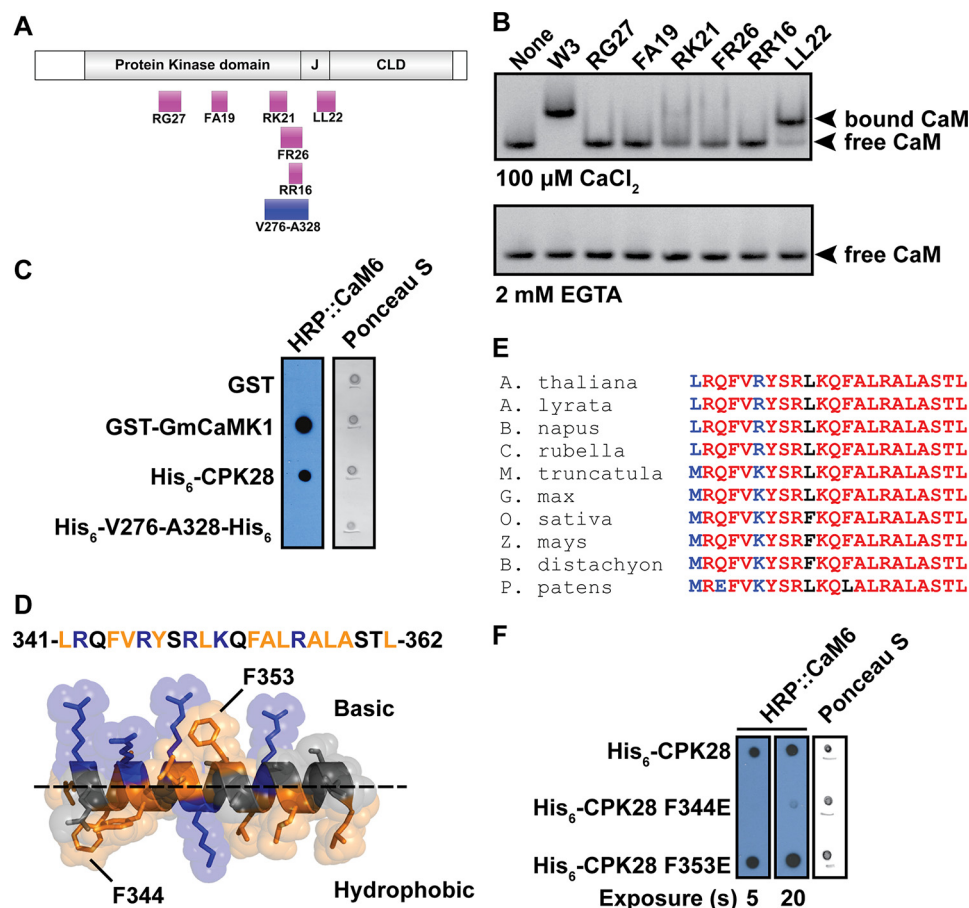 A
Protein Kinase domain J CLD
RG27 FA19 RK21 LL22
FR26
RR16
V276-A328
B
None W3 RG27 FA19 RK21 FR26 RR16 LL22
bound CaM
free CaM
100 µM CaCl₂
free CaM
2 mM EGTA
C
HRP::CaM6 Ponceau S
GST
GST-GmCaMK1
His₆-CPK28
His₆-V276-A328-His₆
D
341-LRQFVRYSRLKQFALRALASTL-362
F353
Basic
F344
Hydrophobic
E
A. thaliana LRQFVRYSRLKQFALRALASTL
A. lyrata LRQFVRYSRLKQFALRALASTL
B. napus LRQFVRYSRLKQFALRALASTL
C. rubella LRQFVRYSRLKQFALRALASTL
M. truncatula MRQFVKYSRLKQFALRALASTL
G. max MRQFVKYSRLKQFALRALASTL
O. sativa MRQFVKYSRFKQFALRALASTL
Z. mays MRQFVKYSRFKQFALRALASTL
B. distachyon MRQFVKYSRFKQFALRALASTL
P. patens MREFVKYSRLKQLALRALASTL
F
HRP::CaM6 Ponceau S
His₆-CPK28
His₆-CPK28 F344E
His₆-CPK28 F353E
Exposure (s) 5 20